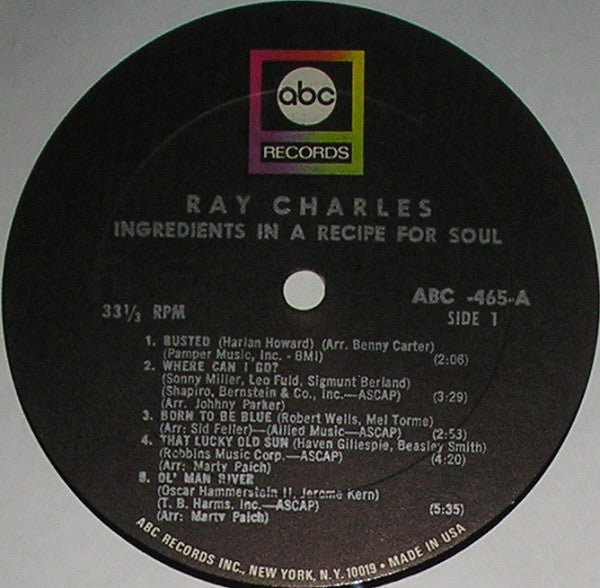 abc
RECORDS
RAY CHARLES
INGREDIENTS IN A RECIPE FOR SOUL
33⅓ RPM
ABC -465-A
SIDE 1
1. BUSTED (Harlan Howard) (Arr. Benny Carter)
(Pamper Music, Inc. - BMI) (2:06)
2. WHERE CAN I GO?
(Sonny Miller, Leo Fuld, Sigmunt Berland)
(Shapiro, Bernstein & Co., Inc.—ASCAP) (3:29)
(Arr. Johnny Parker)
3. BORN TO BE BLUE (Robert Wells, Mel Torme)
(Arr: Sid Feller)—(Allied Music—ASCAP) (2:53)
4. THAT LUCKY OLD SUN (Haven Gillespie, Beasley Smith)
(Robbins Music Corp.—ASCAP) (4:20)
(Arr: Marty Paich)
5. OL' MAN RIVER
(Oscar Hammerstein II, Jerome Kern)
(T. B. Harms, Inc.—ASCAP) (5:35)
(Arr: Marty Paich)
ABC RECORDS INC., NEW YORK, N.Y. 10019 • MADE IN USA